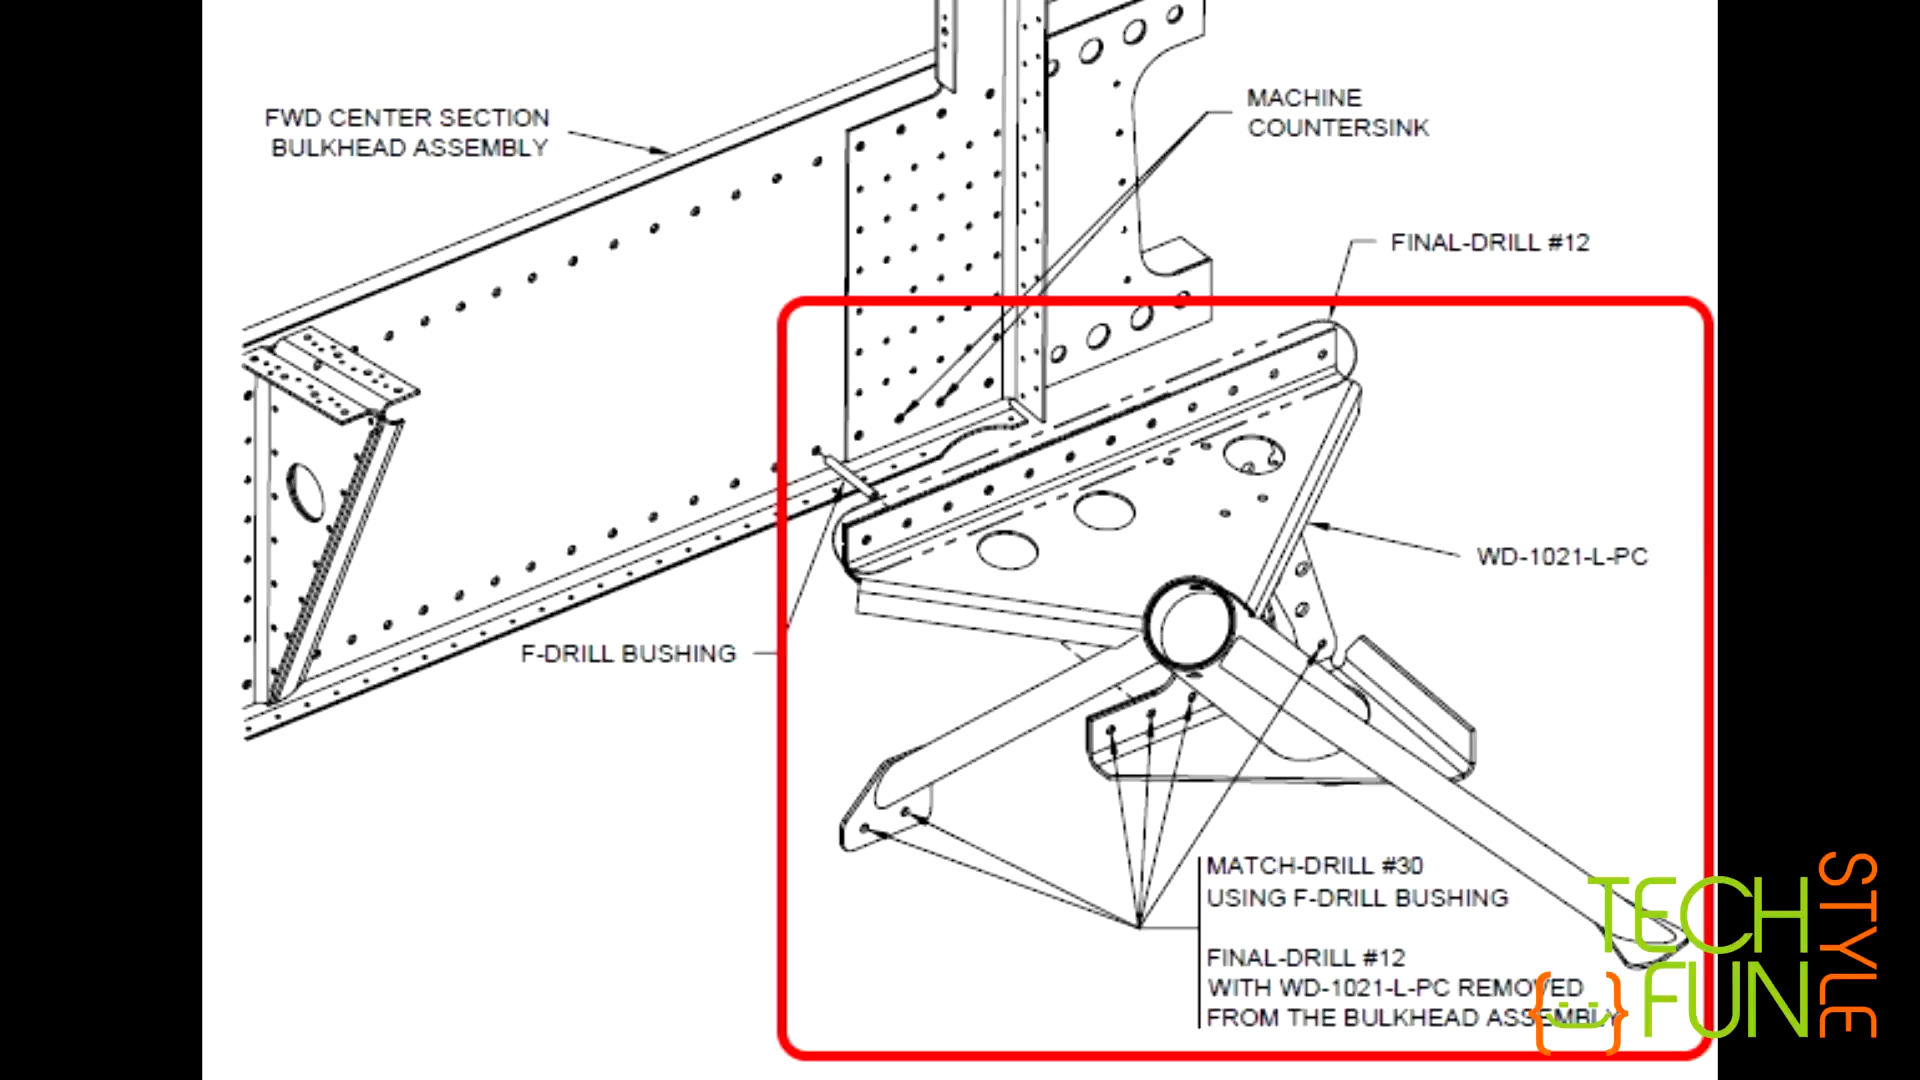 FWD CENTER SECTION
BULKHEAD ASSEMBLY
MACHINE
COUNTERSINK
FINAL-DRILL #12
WD-1021-L-PC
F-DRILL BUSHING
MATCH-DRILL #30
USING F-DRILL BUSHING
FINAL-DRILL #12
WITH WD-1021-L-PC REMOVED
FROM THE BULKHEAD ASSEMBLY
TECH
FUN
STYLE